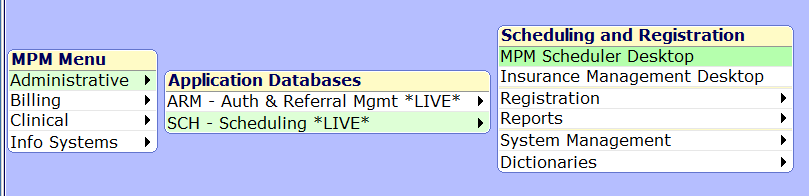 MPM Menu
Administrative
Billing
Clinical
Info Systems
Application Databases
ARM - Auth & Referral Mgmt *LIVE*
SCH - Scheduling *LIVE*
Scheduling and Registration
MPM Scheduler Desktop
Insurance Management Desktop
Registration
Reports
System Management
Dictionaries